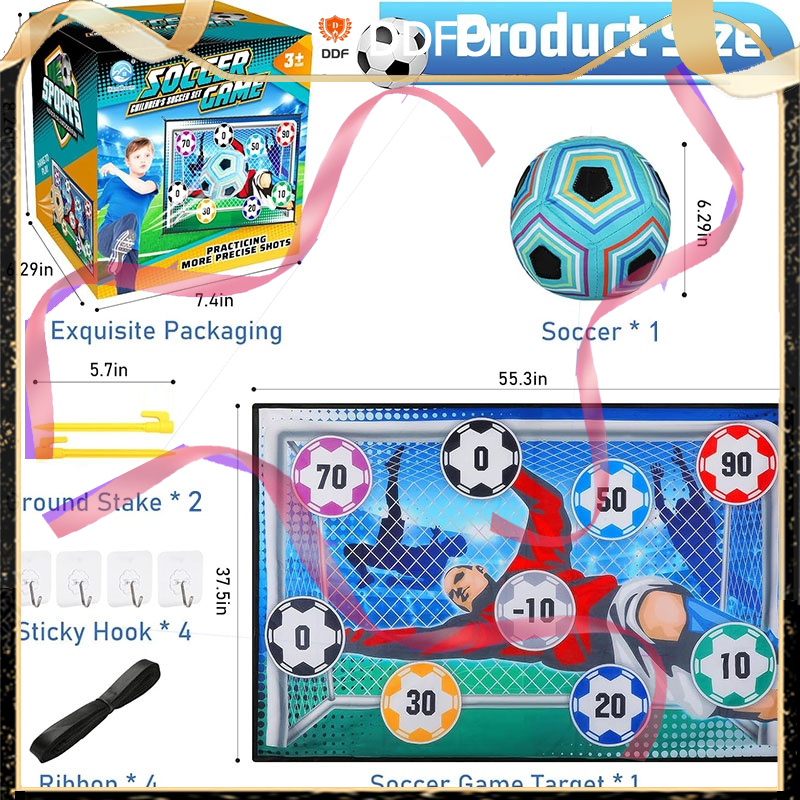 DDF
DDFO
Product Size
SOCCER
GAME
CHILDREN'S SOCCER SET
3+
SPORTS
70
0
50
90
0
30
20
10
PRACTICING
MORE PRECISE SHOTS
6.29in
7.4in
Exquisite Packaging
6.29in
Soccer * 1
5.7in
round Stake * 2
Sticky Hook * 4
Ribbon * 4
55.3in
37.5in
70
0
50
90
-10
0
30
20
10
Soccer Game Target * 1